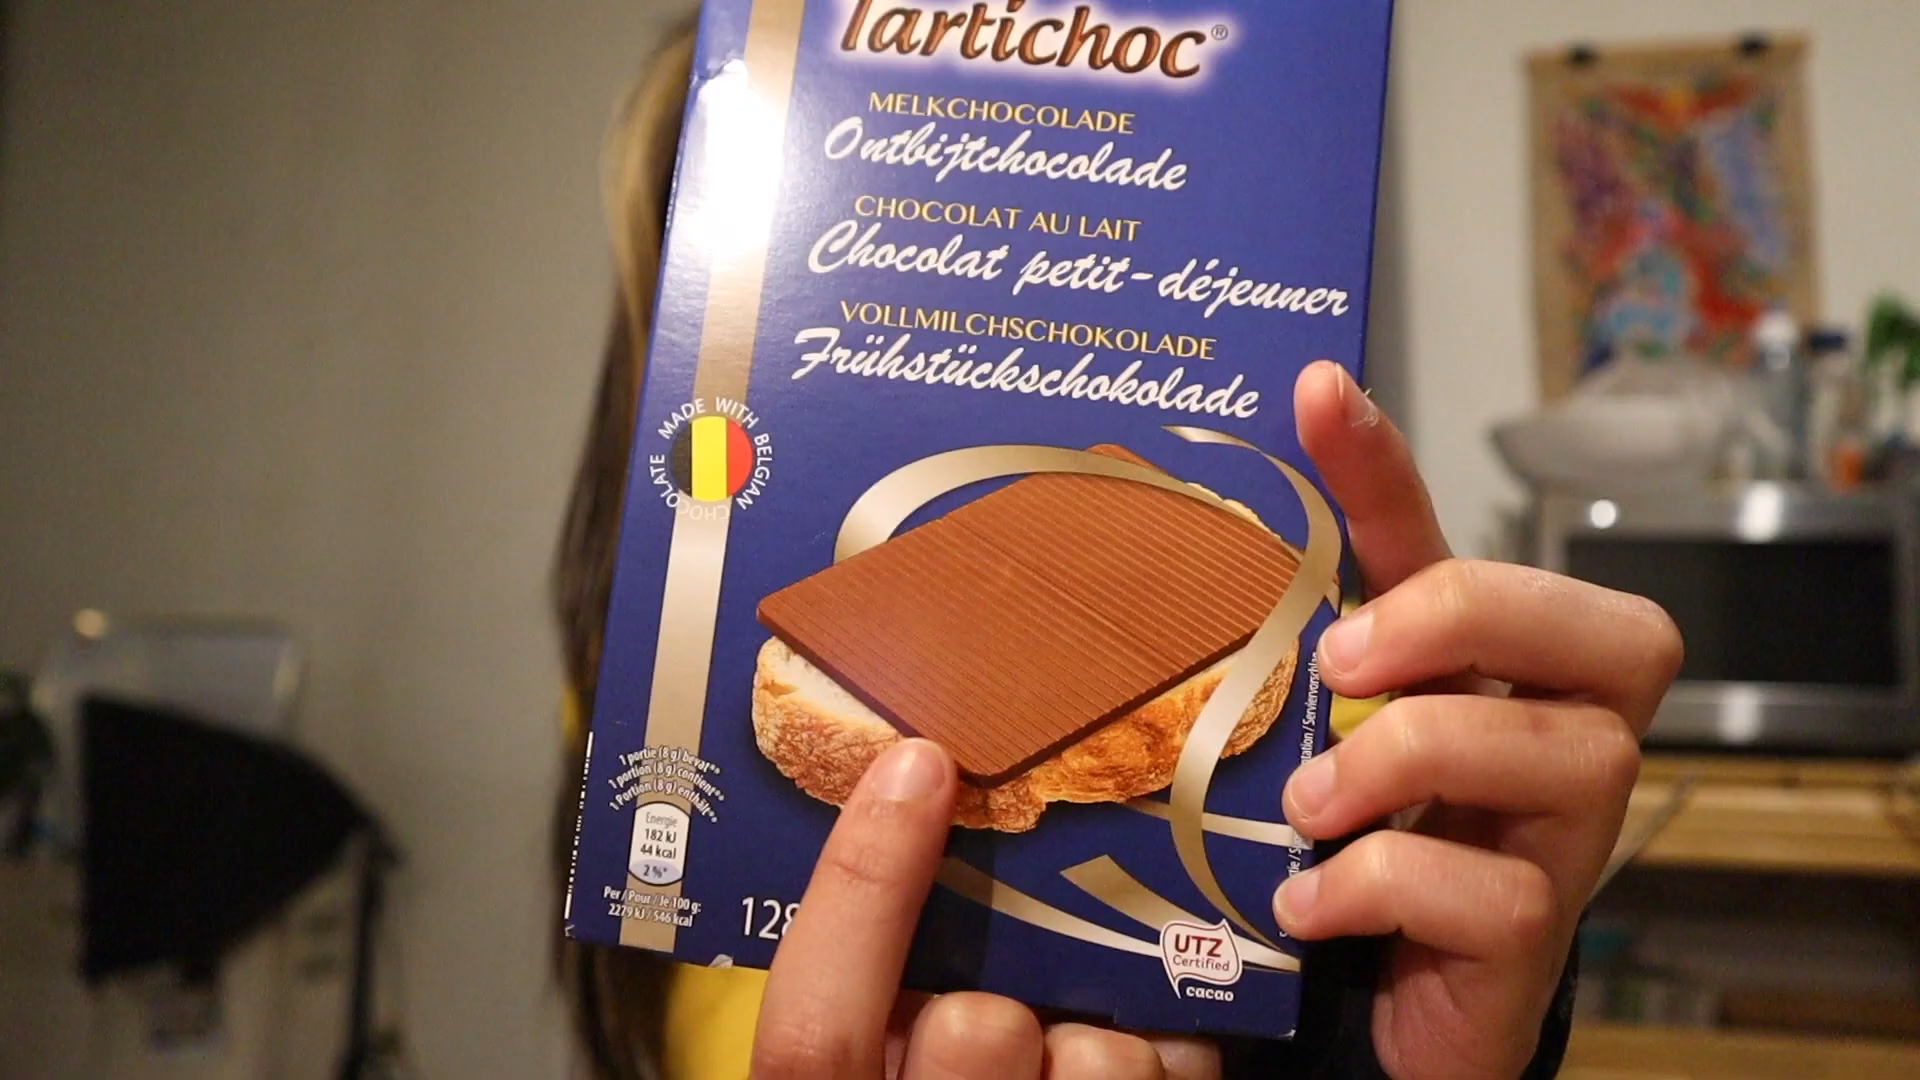 Tartichoc®
MELKCHOCOLADE
Ontbijtchocolade
CHOCOLAT AU LAIT
Chocolat petit-déjeuner
VOLLMILCHSCHOKOLADE
Frühstückschokolade
MADE WITH BELGIAN CHOCOLATE
1 portie (8 g) bevat**
1 portion (8 g) contient**
1 Portion (8 g) enthält**
Energie
182 kJ
44 kcal
2 %*
Per / Pour / Je 100 g:
2279 kJ / 546 kcal
128
UTZ
Certified
cacao
/ Serviervorschlag